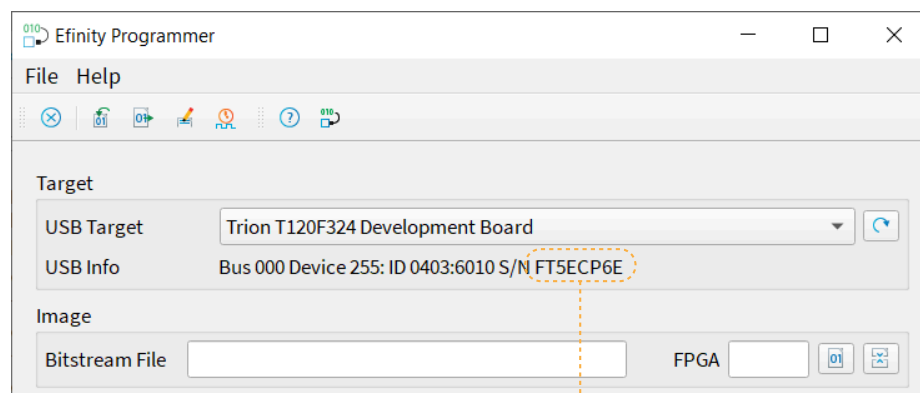 Efinity Programmer
File Help
Target
USB Target Trion T120F324 Development Board
USB Info Bus 000 Device 255: ID 0403:6010 S/N FT5ECP6E
Image
Bitstream File FPGA